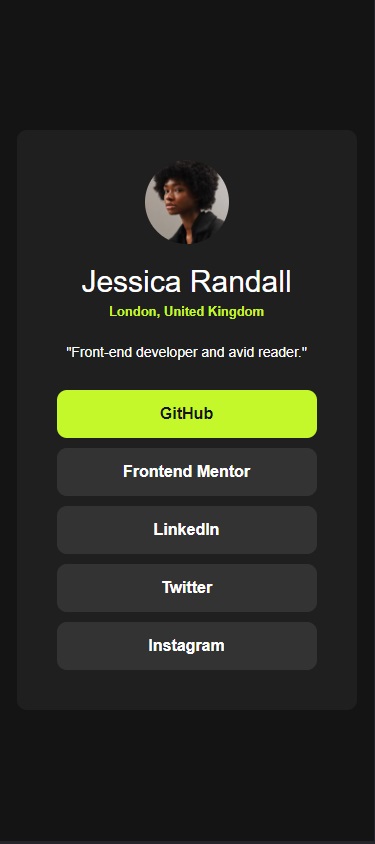 Jessica Randall
London, United Kingdom
"Front-end developer and avid reader."
GitHub
Frontend Mentor
LinkedIn
Twitter
Instagram